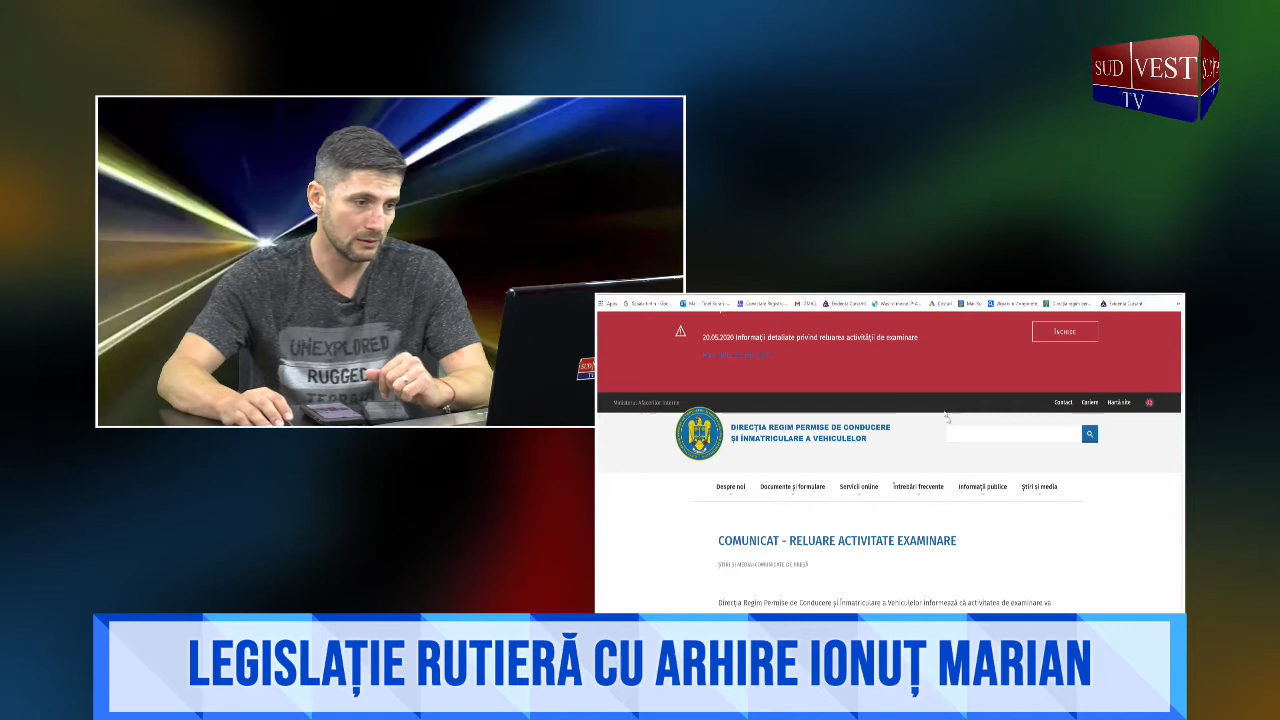 SUD VEST
TV
UNEXPLORED
RUGGED
20.05.2020 Informații detaliate privind reluarea activității de examinare
ÎNCHIDE
Ministerul Afacerilor Interne
Contact Cariere Hartă site
DIRECȚIA REGIM PERMISE DE CONDUCERE
ȘI ÎNMATRICULARE A VEHICULELOR
Despre noi Documente și formulare Servicii online Întrebări frecvente Informații publice Știri și media
COMUNICAT - RELUARE ACTIVITATE EXAMINARE
ȘTIRI ȘI MEDIA>COMUNICATE DE PRESĂ
Direcția Regim Permise de Conducere și Înmatriculare a Vehiculelor informează că activitatea de examinare va
LEGISLAȚIE RUTIERĂ CU ARHIRE IONUȚ MARIAN